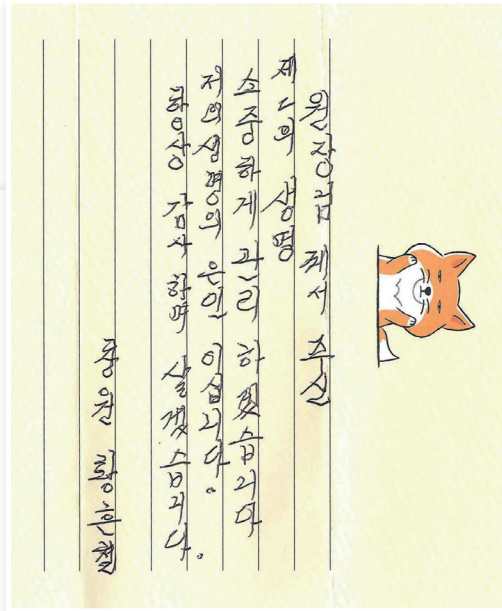 원장님 께서 주신
제2의 생명
소중하게 관리 하겠습니다
저의생명의 은인 이십니다.
항상 감사 하며 살겠습니다.
창원